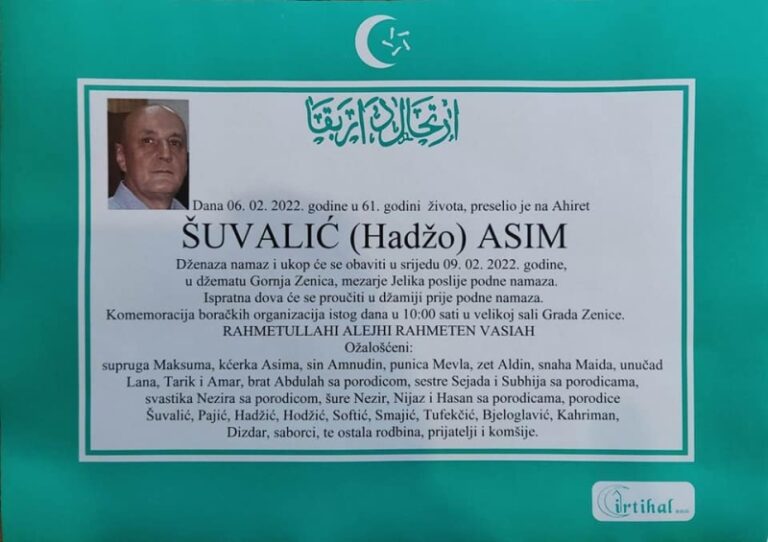 ارتحال دار بقا
Dana 06. 02. 2022. godine u 61. godini života, preselio je na Ahiret
ŠUVALIĆ (Hadžo) ASIM
Dženaza namaz i ukop će se obaviti u srijedu 09. 02. 2022. godine,
u džematu Gornja Zenica, mezarje Jelika poslije podne namaza.
Ispratna dova će se proučiti u džamiji prije podne namaza.
Komemoracija boračkih organizacija istog dana u 10:00 sati u velikoj sali Grada Zenice.
RAHMETULLAHI ALEJHI RAHMETEN VASIAH
Ožalošćeni:
supruga Maksuma, kćerka Asima, sin Amnudin, punica Mevla, zet Aldin, snaha Maida, unučad
Lana, Tarik i Amar, brat Abdulah sa porodicom, sestre Sejada i Subhija sa porodicama,
svastika Nezira sa porodicom, šure Nezir, Nijaz i Hasan sa porodicama, porodice
Šuvalić, Pajić, Hadžić, Hodžić, Softić, Smajić, Tufekčić, Bjeloglavić, Kahriman,
Dizdar, saborci, te ostala rodbina, prijatelji i komšije.
irtihal